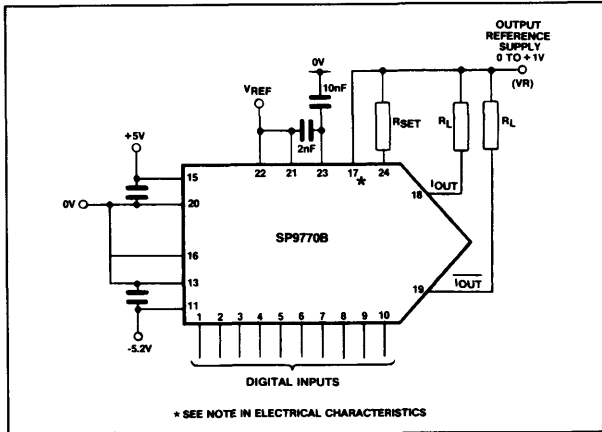 OUTPUT
REFERENCE
SUPPLY
0 TO + 1V
(VR)
0V
10nF
VREF
2nF
RSET
RL
RL
+5V
22
21
23
17
*
24
15
IOUT
18
0V
20
SP9770B
16
13
19
IOUT
11
1 2 3 4 5 6 7 8 9 10
-5.2V
DIGITAL INPUTS
* SEE NOTE IN ELECTRICAL CHARACTERISTICS